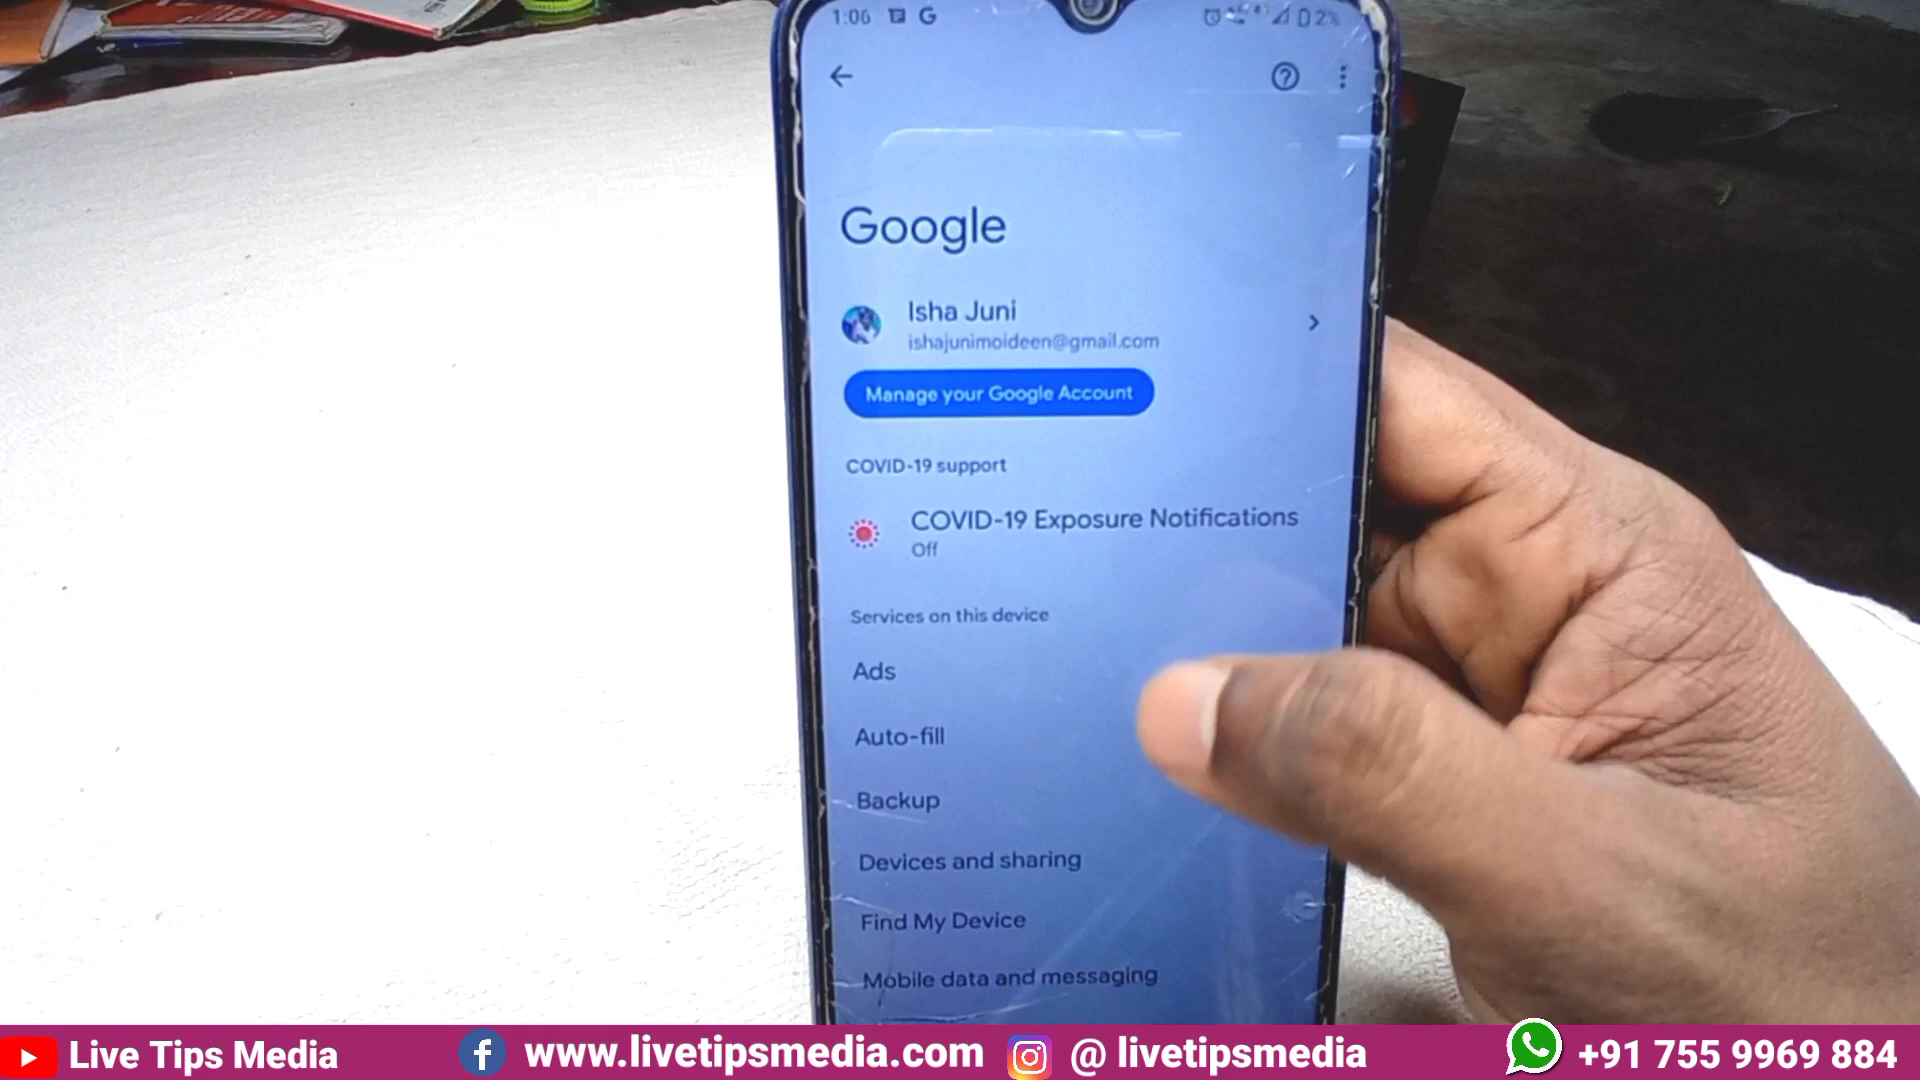 1:06 G 2%
Google
Isha Juni
ishajunimoideen@gmail.com
Manage your Google Account
COVID-19 support
COVID-19 Exposure Notifications
Off
Services on this device
Ads
Auto-fill
Backup
Devices and sharing
Find My Device
Mobile data and messaging
Live Tips Media www.livetipsmedia.com @ livetipsmedia +91 755 9969 884